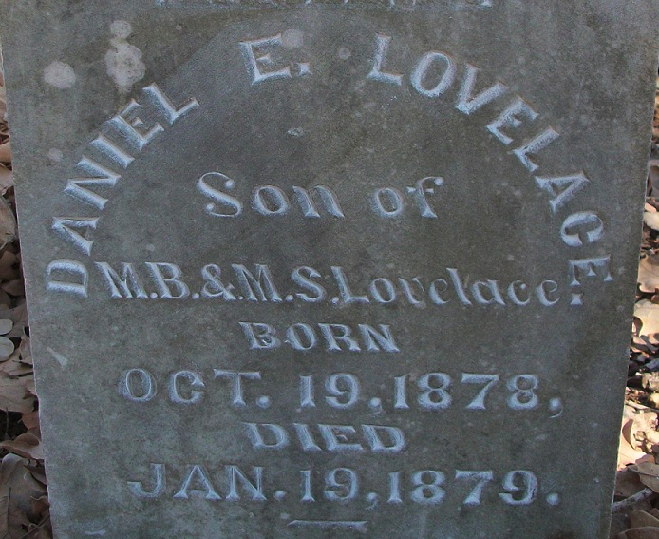 DANIEL E. LOVELACE.
Son of
M.B. & M.S. Lovelace
BORN
OCT. 19, 1878,
DIED
JAN. 19, 1879.